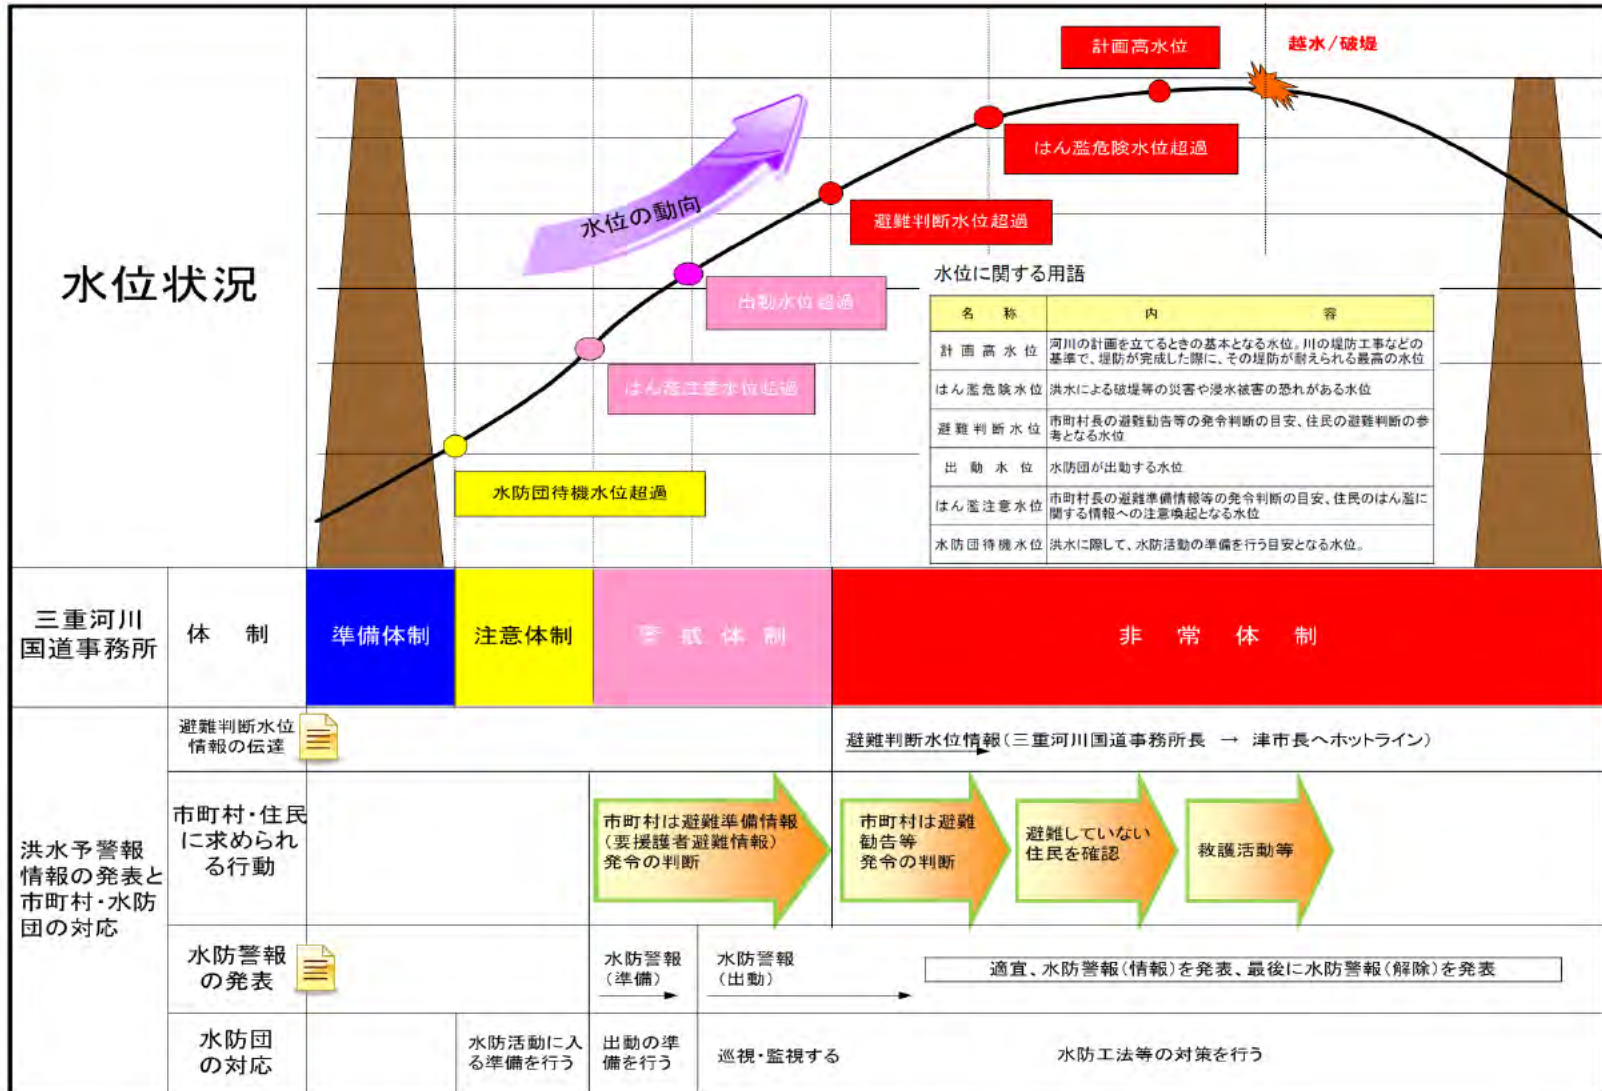 計画高水位
越水/破堤
はん濫危険水位超過
水位の動向
避難判断水位超過
水位状況
出動水位超過
はん濫注意水位超過
水防団待機水位超過
水位に関する用語
名 称 内 容
計画高水位 河川の計画を立てるときの基本となる水位。川の堤防工事などの
基準で、堤防が完成した際に、その堤防が耐えられる最高の水位
はん濫危険水位 洪水による破堤等の災害や浸水被害の恐れがある水位
避難判断水位 市町村長の避難勧告等の発令判断の目安、住民の避難判断の参
考となる水位
出動水位 水防団が出動する水位
はん濫注意水位 市町村長の避難準備情報等の発令判断の目安、住民のはん濫に
関する情報への注意喚起となる水位
水防団待機水位 洪水に際して、水防活動の準備を行う目安となる水位。
三重河川
国道事務所
体 制
準備体制
注意体制
警戒体制
非常体制
洪水予警報
情報の発表と
市町村・水防
団の対応
避難判断水位
情報の伝達
避難判断水位情報(三重河川国道事務所長 → 津市長へホットライン)
市町村・住民
に求められ
る行動
市町村は避難準備情報
(要援護者避難情報)
発令の判断
市町村は避難
勧告等
発令の判断
避難していない
住民を確認
救護活動等
水防警報
の発表
水防警報
(準備)
水防警報
(出動)
適宜、水防警報(情報)を発表、最後に水防警報(解除)を発表
水防団
の対応
水防活動に入
る準備を行う
出動の準
備を行う
巡視・監視する
水防工法等の対策を行う